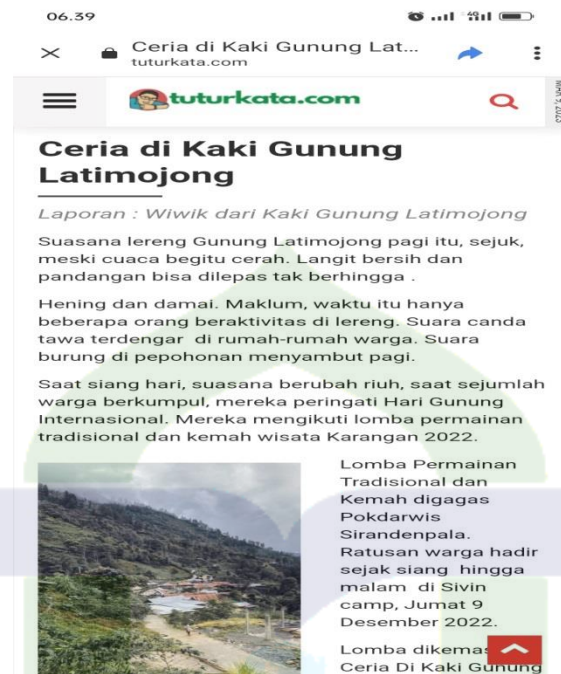 06.39
Ceria di Kaki Gunung Lat...
tuturkata.com
tuturkata.com
Ceria di Kaki Gunung
Latimojong
Laporan : Wiwik dari Kaki Gunung Latimojong
Suasana lereng Gunung Latimojong pagi itu, sejuk,
meski cuaca begitu cerah. Langit bersih dan
pandangan bisa dilepas tak berhingga .
Hening dan damai. Maklum, waktu itu hanya
beberapa orang beraktivitas di lereng. Suara canda
tawa terdengar di rumah-rumah warga. Suara
burung di pepohonan menyambut pagi.
Saat siang hari, suasana berubah riuh, saat sejumlah
warga berkumpul, mereka peringati Hari Gunung
Internasional. Mereka mengikuti lomba permainan
tradisional dan kemah wisata Karangan 2022.
Lomba Permainan
Tradisional dan
Kemah digagas
Pokdarwis
Sirandenpala.
Ratusan warga hadir
sejak siang hingga
malam di Sivin
camp, Jumat 9
Desember 2022.
Lomba dikemas
Ceria Di Kaki Gunung